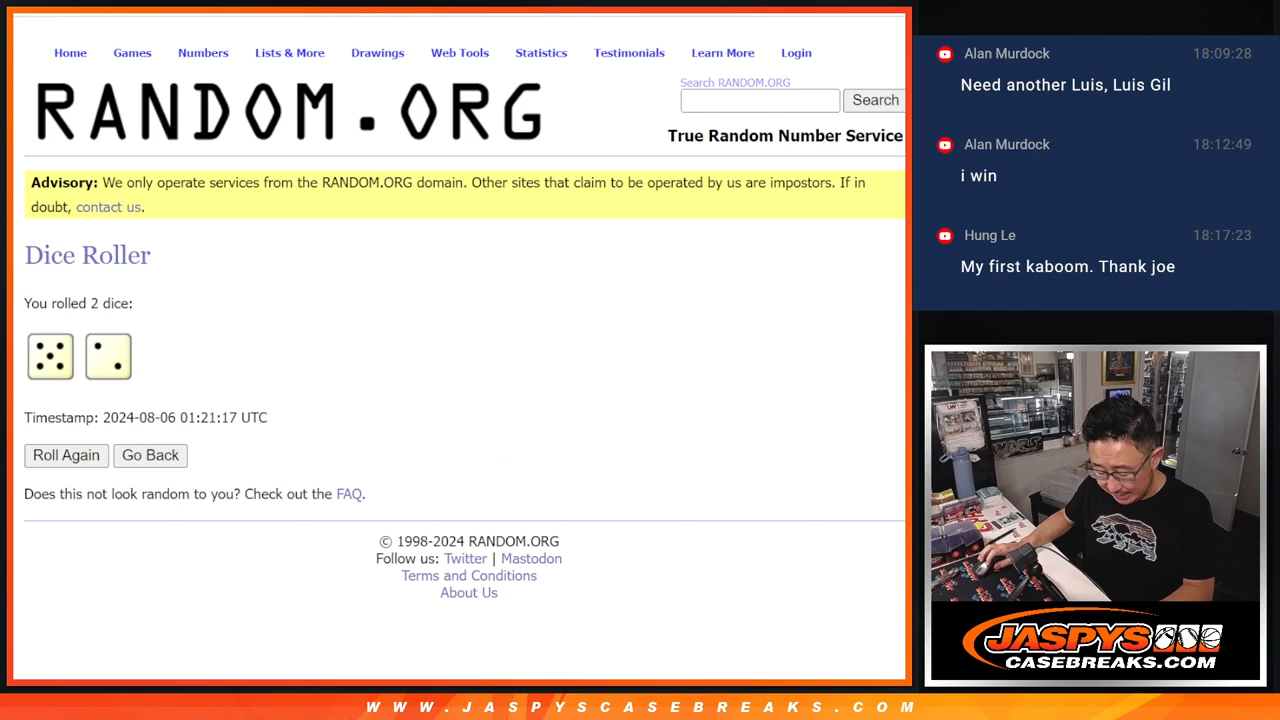 Home Games Numbers Lists & More Drawings Web Tools Statistics Testimonials Learn More Login
RANDOM.ORG
Search RANDOM.ORG
Search
True Random Number Service
Advisory: We only operate services from the RANDOM.ORG domain. Other sites that claim to be operated by us are impostors. If in
doubt, contact us.
Dice Roller
You rolled 2 dice:
Timestamp: 2024-08-06 01:21:17 UTC
Roll Again Go Back
Does this not look random to you? Check out the FAQ.
© 1998-2024 RANDOM.ORG
Follow us: Twitter | Mastodon
Terms and Conditions
About Us
Alan Murdock 18:09:28
Need another Luis, Luis Gil
Alan Murdock 18:12:49
i win
Hung Le 18:17:23
My first kaboom. Thank joe
JASPYS
CASEBREAKS.COM
WWW.JASPYSCASEBREAKS.COM